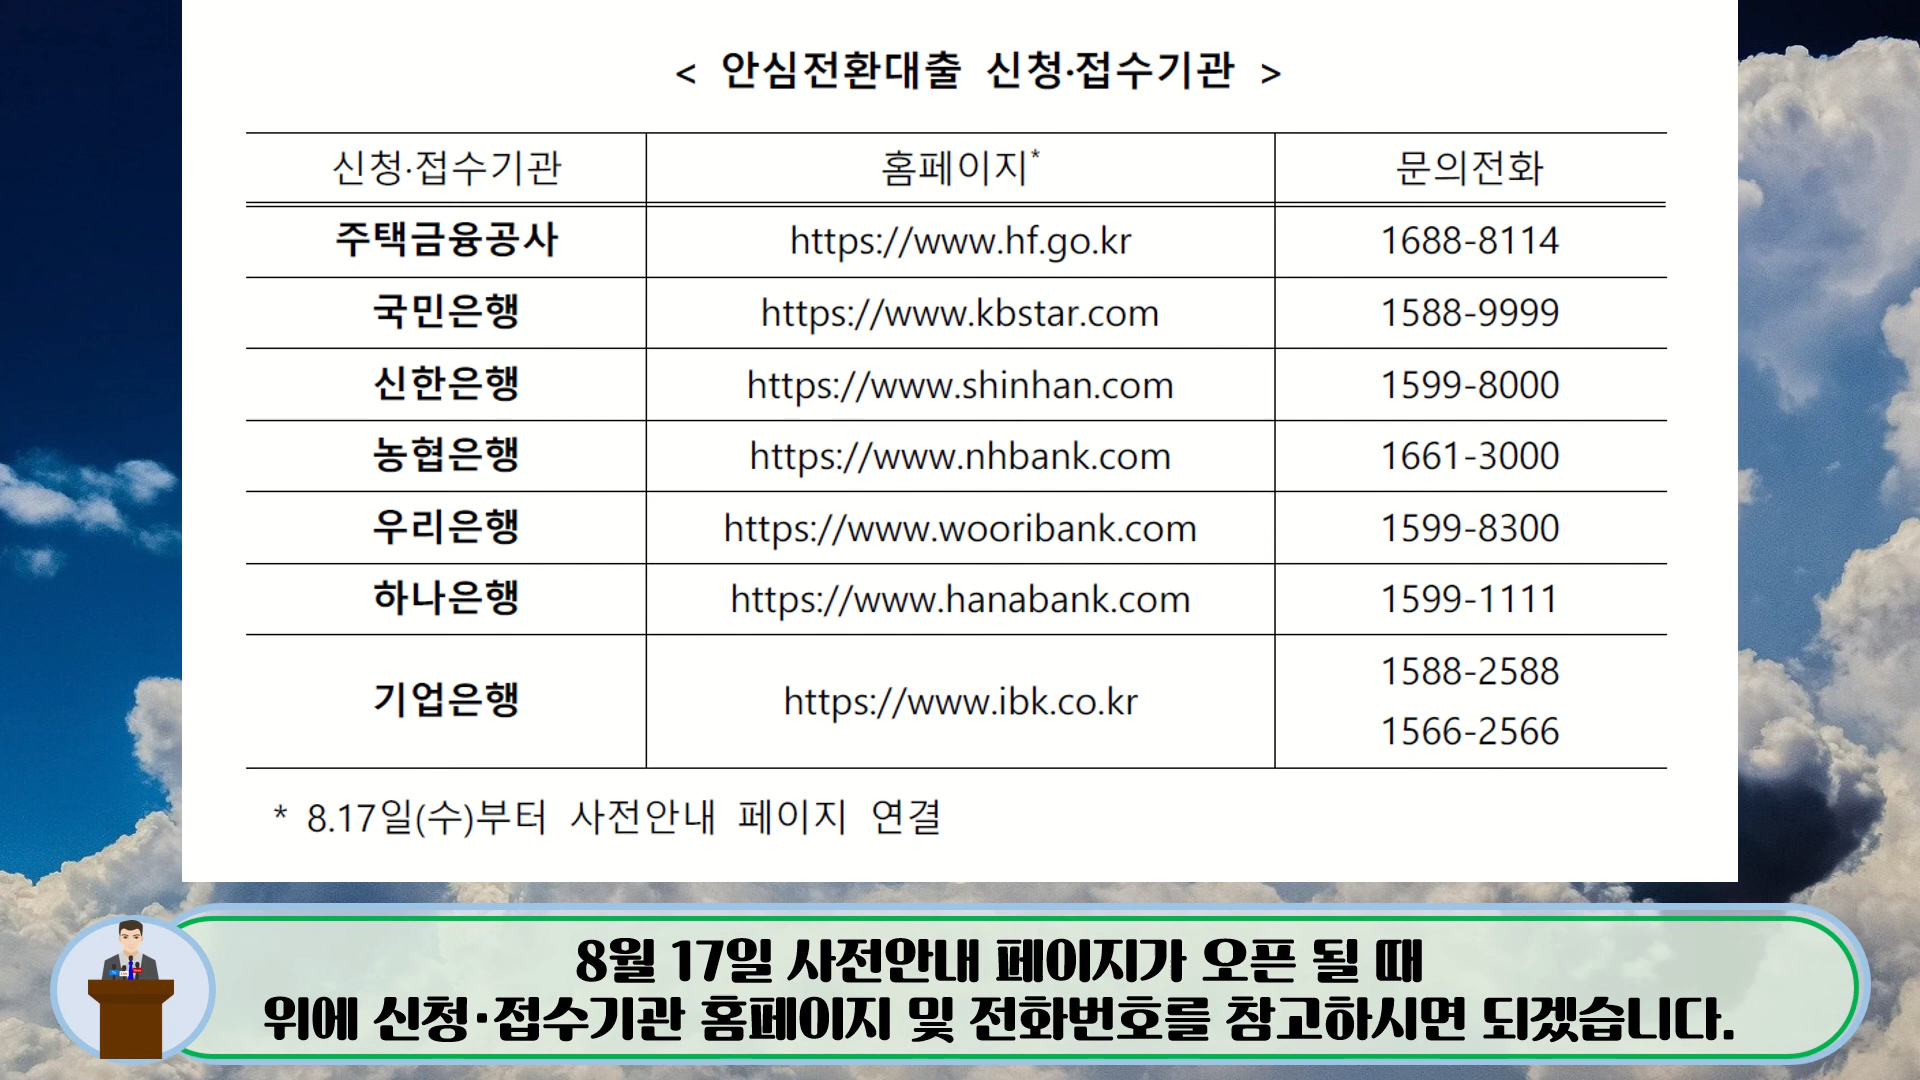 < 안심전환대출 신청·접수기관 >
신청·접수기관 홈페이지* 문의전화
주택금융공사 https://www.hf.go.kr 1688-8114
국민은행 https://www.kbstar.com 1588-9999
신한은행 https://www.shinhan.com 1599-8000
농협은행 https://www.nhbank.com 1661-3000
우리은행 https://www.wooribank.com 1599-8300
하나은행 https://www.hanabank.com 1599-1111
기업은행 https://www.ibk.co.kr 1588-2588
1566-2566
* 8.17일(수)부터 사전안내 페이지 연결
8월 17일 사전안내 페이지가 오픈 될 때
위에 신청·접수기관 홈페이지 및 전화번호를 참고하시면 되겠습니다.